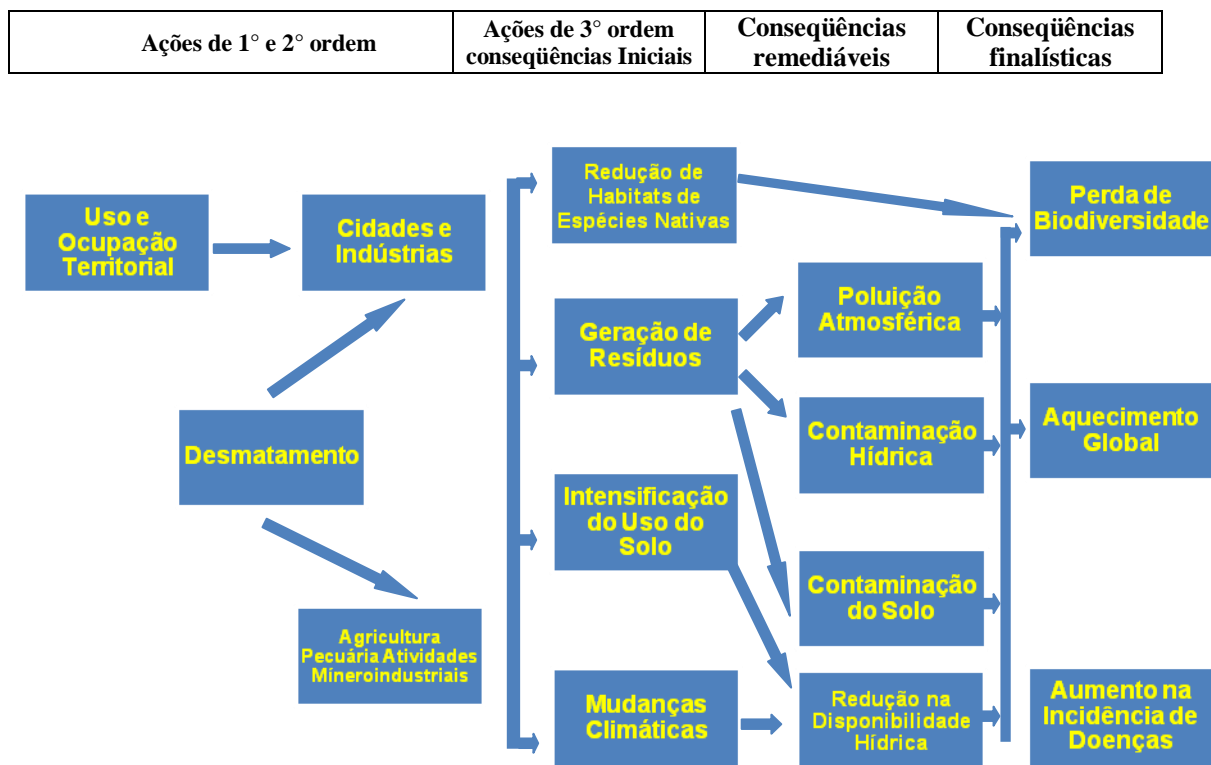 Ações de 1° e 2° ordem
Ações de 3° ordem
conseqüências Iniciais
Conseqüências
remediáveis
Conseqüências
finalísticas
Uso e
Ocupação
Territorial
Cidades e
Indústrias
Desmatamento
Agricultura
Pecuária Atividades
Mineroindustriais
Redução de
Habitats de
Espécies Nativas
Geração de
Resíduos
Intensificação
do Uso do
Solo
Mudanças
Climáticas
Poluição
Atmosférica
Contaminação
Hídrica
Contaminação
do Solo
Redução na
Disponibilidade
Hídrica
Perda de
Biodiversidade
Aquecimento
Global
Aumento na
Incidência de
Doenças